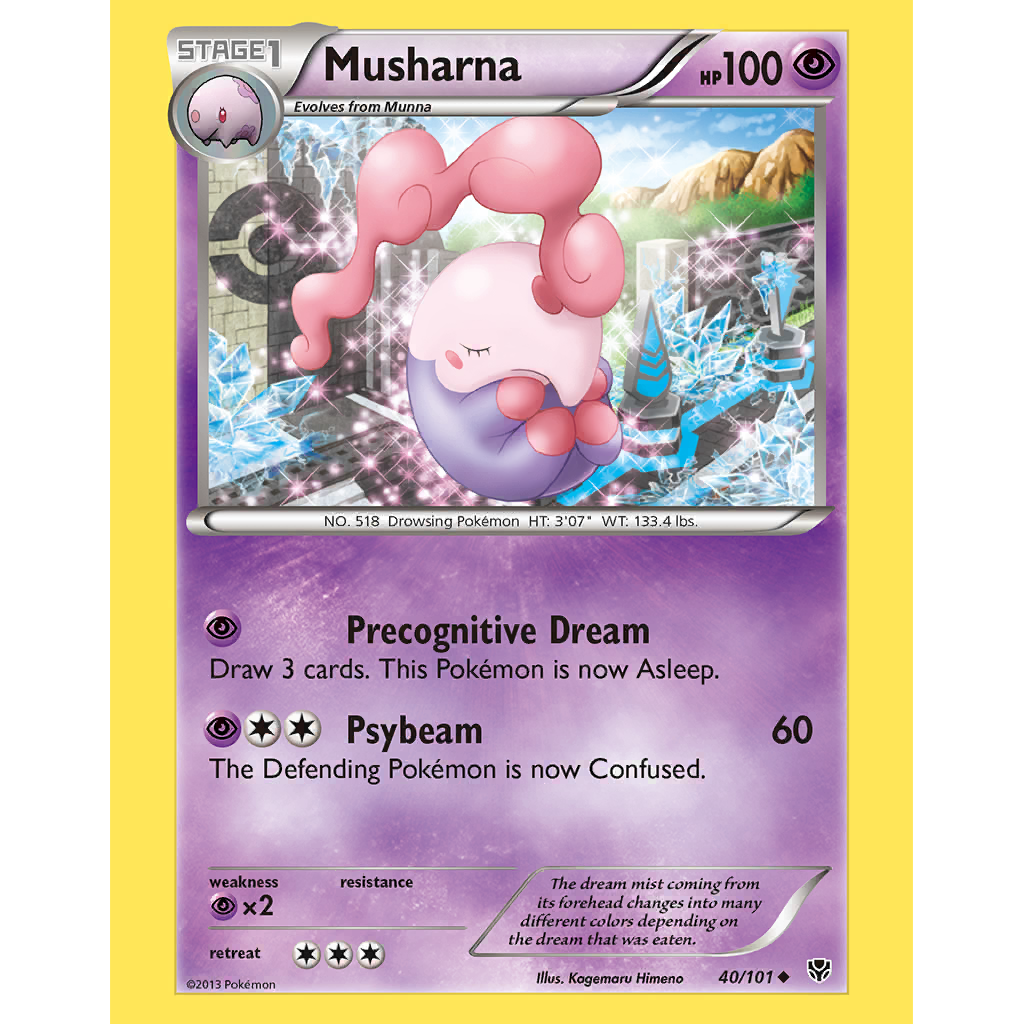 STAGE1
Musharna
HP100
Evolves from Munna
NO. 518 Drowsing Pokémon HT: 3'07" WT: 133.4 lbs.
Precognitive Dream
Draw 3 cards. This Pokémon is now Asleep.
Psybeam 60
The Defending Pokémon is now Confused.
weakness resistance
×2
retreat
The dream mist coming from
its forehead changes into many
different colors depending on
the dream that was eaten.
©2013 Pokémon
Illus. Kagemaru Himeno 40/101